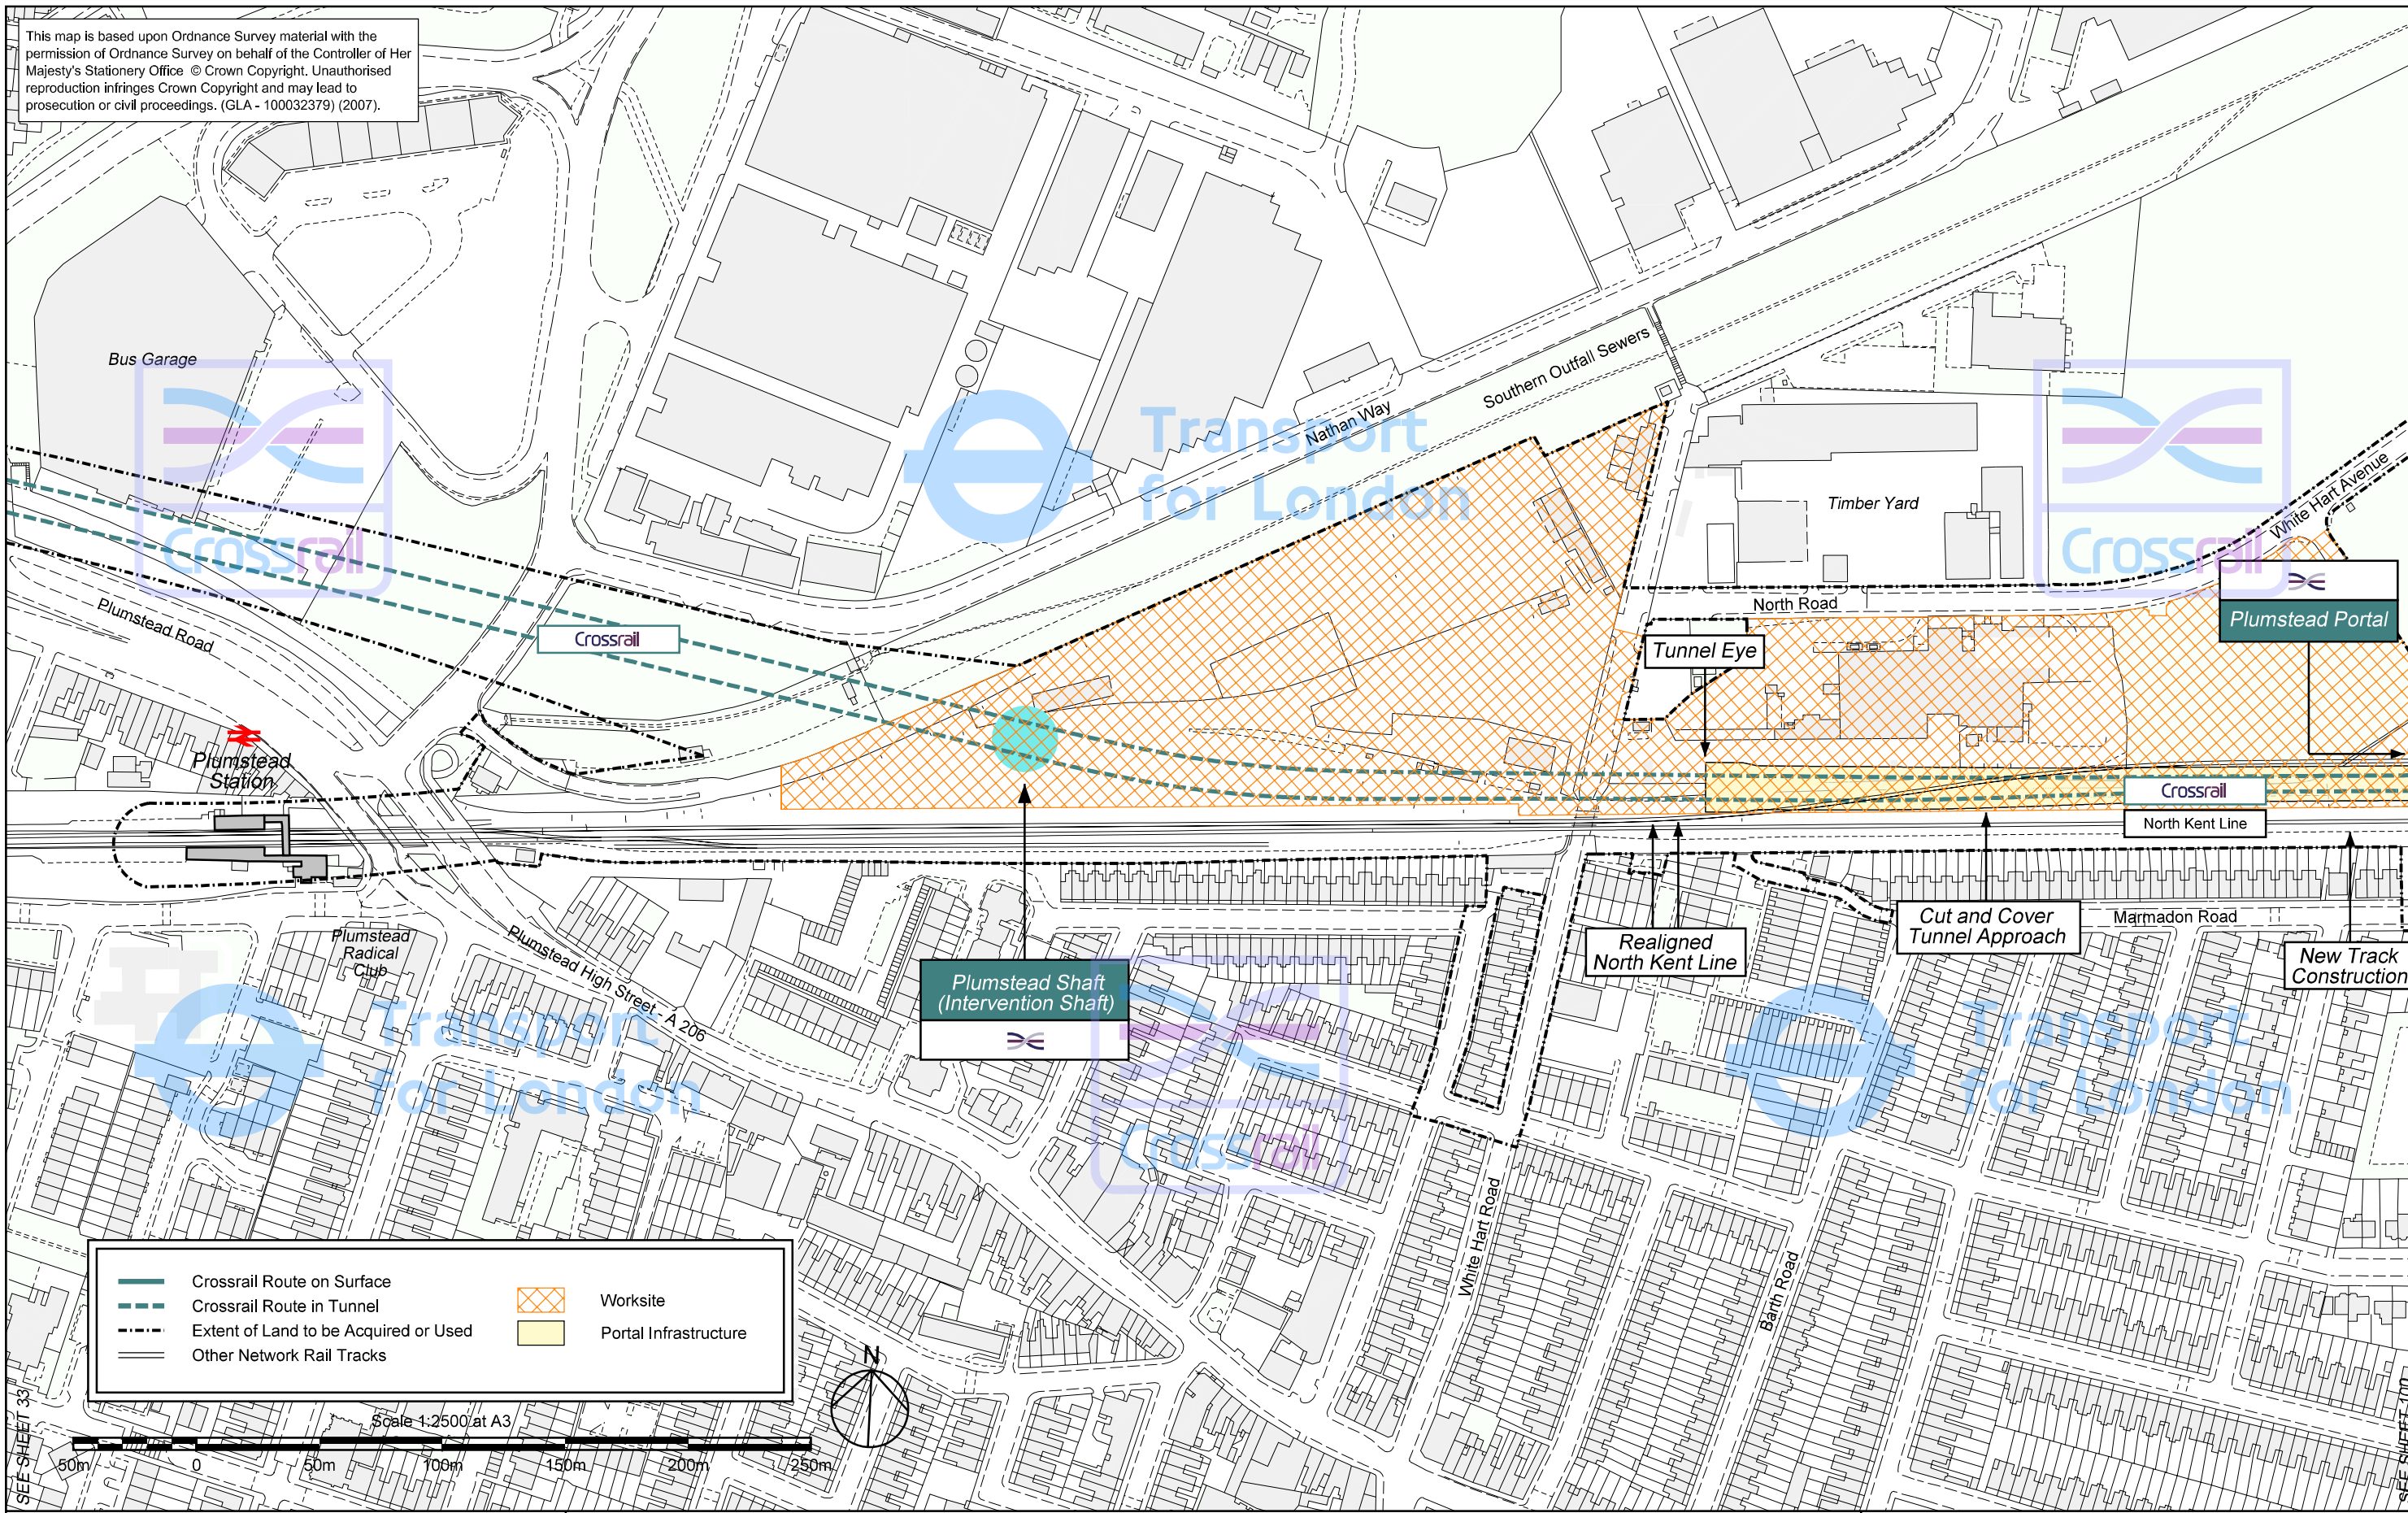 This map is based upon Ordnance Survey material with the
permission of Ordnance Survey on behalf of the Controller of Her
Majesty's Stationery Office © Crown Copyright. Unauthorised
reproduction infringes Crown Copyright and may lead to
prosecution or civil proceedings. (GLA - 100032379) (2007).
Bus Garage
Crossrail
Transport
for London
Nathan Way
Southern Outfall Sewers
Timber Yard
White Hart Avenue
Crossrail
Plumstead Portal
North Road
Tunnel Eye
Plumstead Road
Crossrail
Plumstead
Station
Crossrail
North Kent Line
Plumstead
Radical
Club
Plumstead High Street - A 206
Plumstead Shaft
(Intervention Shaft)
Realigned
North Kent Line
Cut and Cover
Tunnel Approach
Marmadon Road
New Track
Construction
Transport
for London
Crossrail
Transport
for London
White Hart Road
Barth Road
Crossrail Route on Surface
Crossrail Route in Tunnel
Extent of Land to be Acquired or Used
Other Network Rail Tracks
Worksite
Portal Infrastructure
N
Scale 1:2500 at A3
50m
0
50m
100m
150m
200m
250m
SEE SHEET 33
SEE SHEET